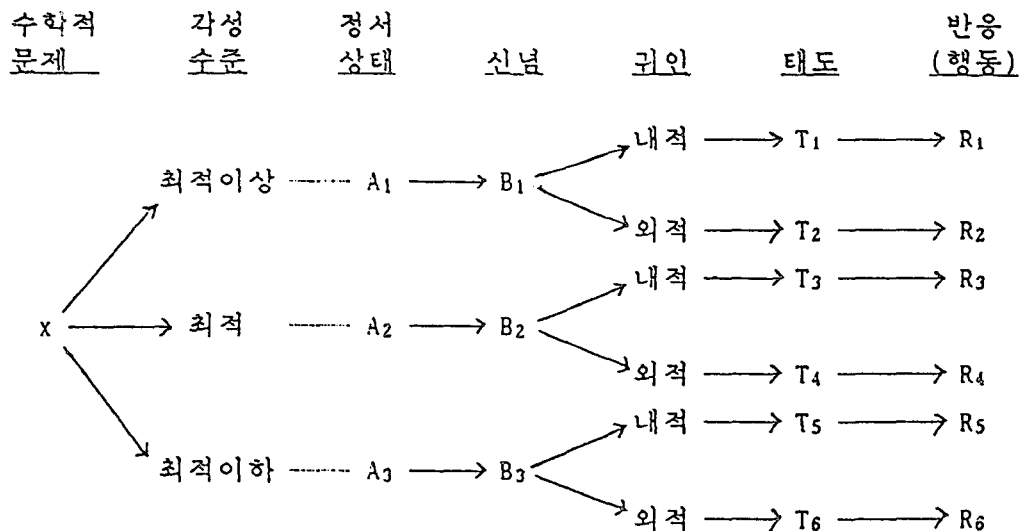 수학적 각성 정서 반응
문제 수준 상태 신념 귀인 태도 (행동)
내적 T1 R1
최적이상 A1 B1
외적 T2 R2
내적 T3 R3
x 최적 A2 B2
외적 T4 R4
내적 T5 R5
최적이하 A3 B3
외적 T6 R6